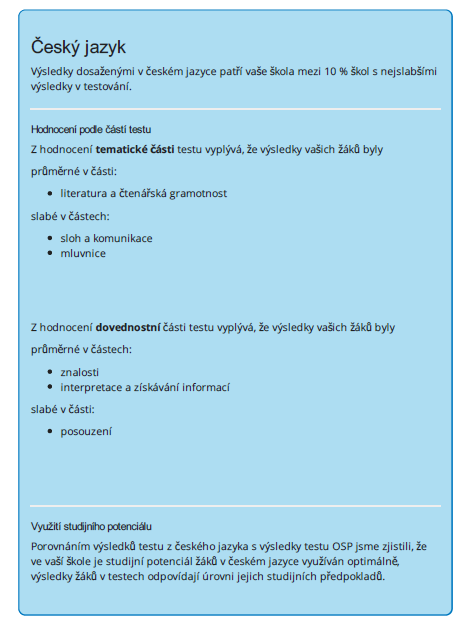 Český jazyk
Výsledky dosaženými v českém jazyce patří vaše škola mezi 10 % škol s nejslabšími
výsledky v testování.
Hodnocení podle částí testu
Z hodnocení tematické části testu vyplývá, že výsledky vašich žáků byly
průměrné v části:
• literatura a čtenářská gramotnost
slabé v částech:
• sloh a komunikace
• mluvnice
Z hodnocení dovednostní části testu vyplývá, že výsledky vašich žáků byly
průměrné v částech:
• znalosti
• interpretace a získávání informací
slabé v části:
• posouzení
Využití studijního potenciálu
Porovnáním výsledků testu z českého jazyka s výsledky testu OSP jsme zjistili, že
ve vaší škole je studijní potenciál žáků v českém jazyce využíván optimálně,
výsledky žáků v testech odpovídají úrovni jejich studijních předpokladů.